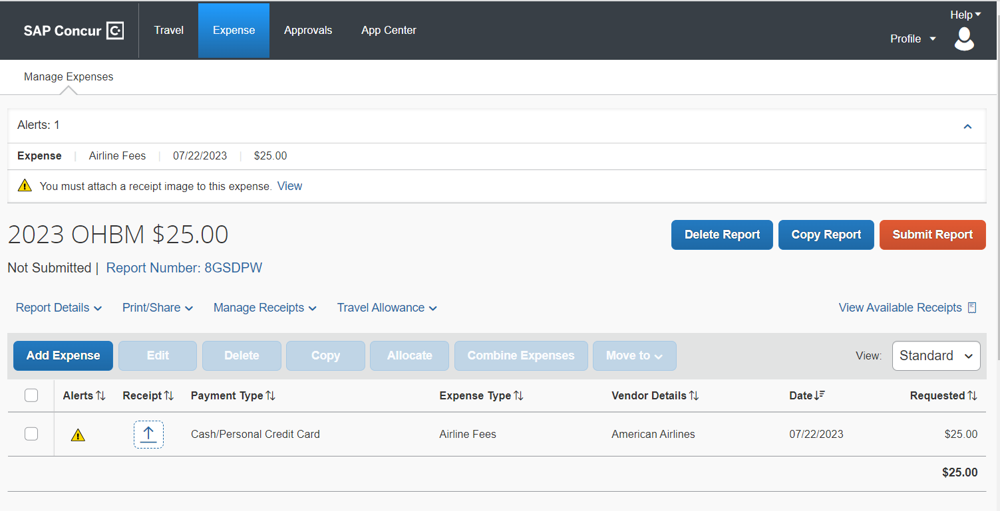 SAP Concur C Travel Expense Approvals App Center Help
Profile
Manage Expenses
Alerts: 1
Expense | Airline Fees | 07/22/2023 | $25.00
You must attach a receipt image to this expense. View
2023 OHBM $25.00 Delete Report Copy Report Submit Report
Not Submitted | Report Number: 8GSDPW
Report Details Print/Share Manage Receipts Travel Allowance View Available Receipts
Add Expense Edit Delete Copy Allocate Combine Expenses Move to View: Standard
Alerts Receipt Payment Type Expense Type Vendor Details Date Requested
Cash/Personal Credit Card Airline Fees American Airlines 07/22/2023 $25.00
$25.00